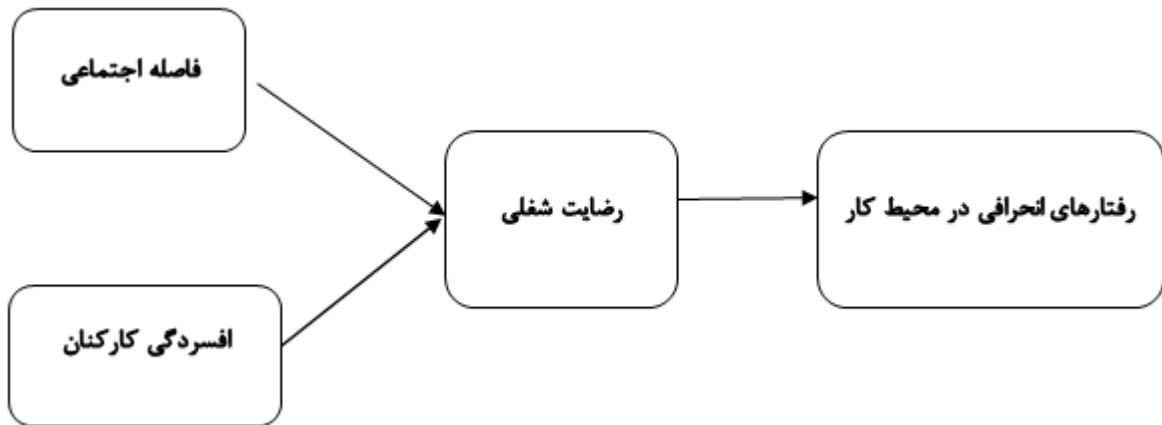 فاصله اجتماعی
رضایت شغلی
رفتارهای انحرافی در محیط کار
افسردگی کارکنان